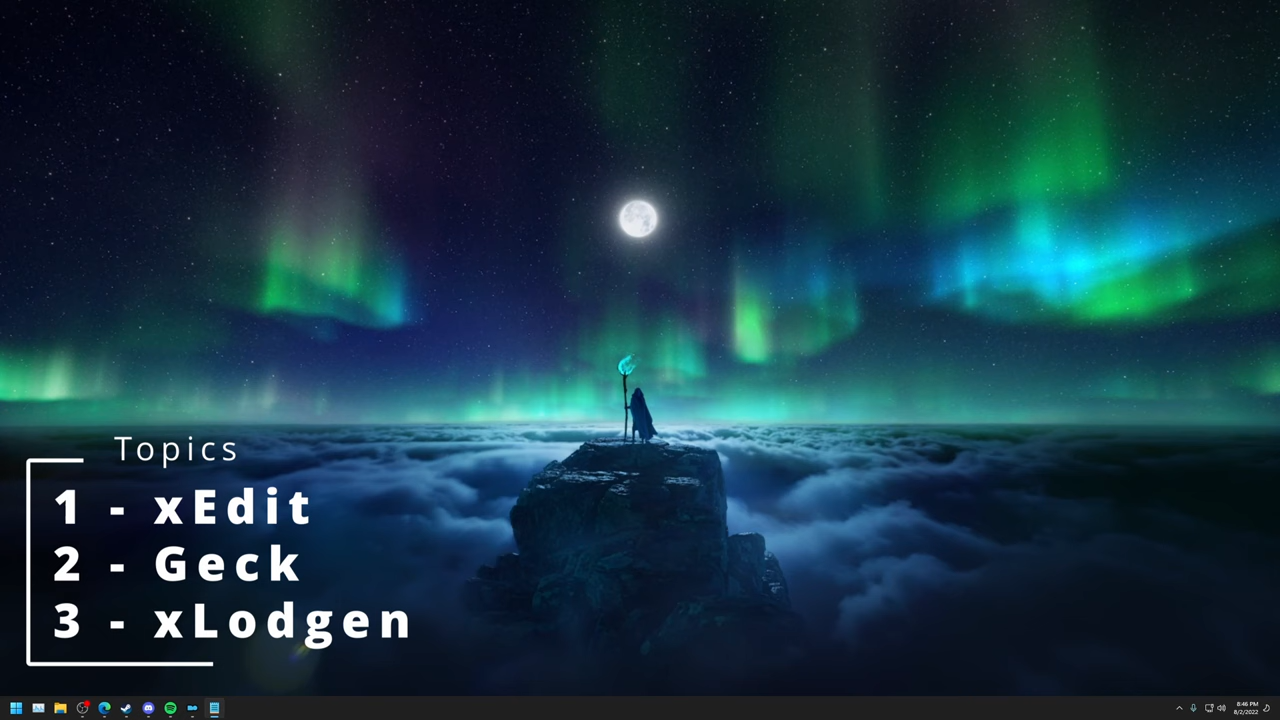 Topics
1 - xEdit
2 - Geck
3 - xLodgen
8:46 PM
8/2/2022